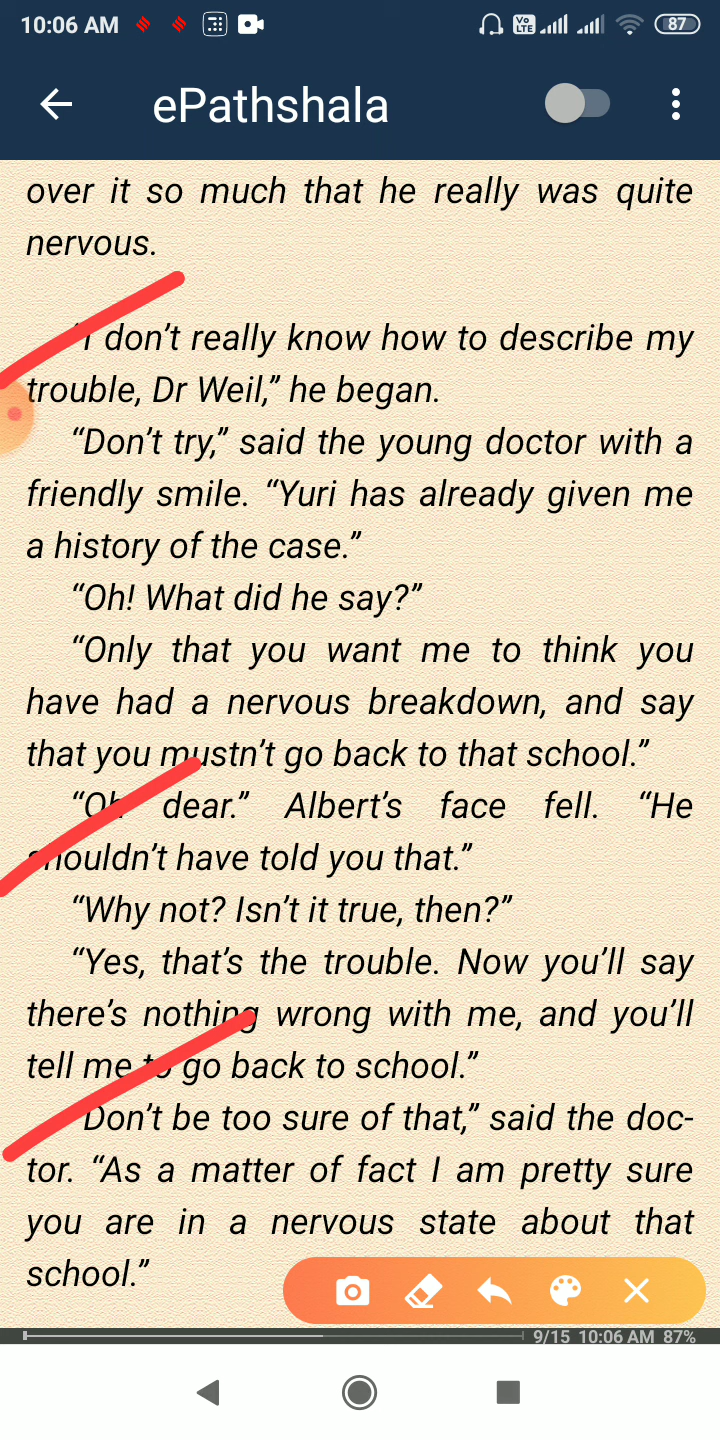 10:06 AM
Vo LTE
87
ePathshala
over it so much that he really was quite
nervous.
“I don’t really know how to describe my
trouble, Dr Weil,” he began.
“Don’t try,” said the young doctor with a
friendly smile. “Yuri has already given me
a history of the case.”
“Oh! What did he say?”
“Only that you want me to think you
have had a nervous breakdown, and say
that you mustn’t go back to that school.”
“Oh dear.” Albert’s face fell. “He
shouldn’t have told you that.”
“Why not? Isn’t it true, then?”
“Yes, that’s the trouble. Now you’ll say
there’s nothing wrong with me, and you’ll
tell me to go back to school.”
“Don’t be too sure of that,” said the doc-
tor. “As a matter of fact I am pretty sure
you are in a nervous state about that
school.”
9/15 10:06 AM 87%